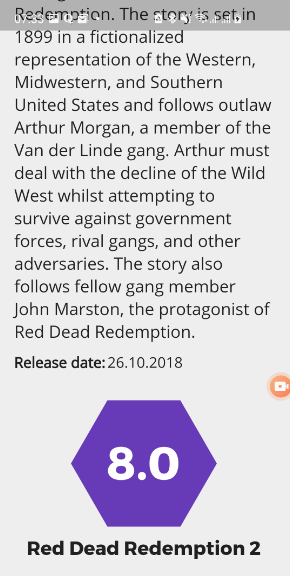 Redemption. The story is set in
1899 in a fictionalized
representation of the Western,
Midwestern, and Southern
United States and follows outlaw
Arthur Morgan, a member of the
Van der Linde gang. Arthur must
deal with the decline of the Wild
West whilst attempting to
survive against government
forces, rival gangs, and other
adversaries. The story also
follows fellow gang member
John Marston, the protagonist of
Red Dead Redemption.
Release date: 26.10.2018
8.0
Red Dead Redemption 2